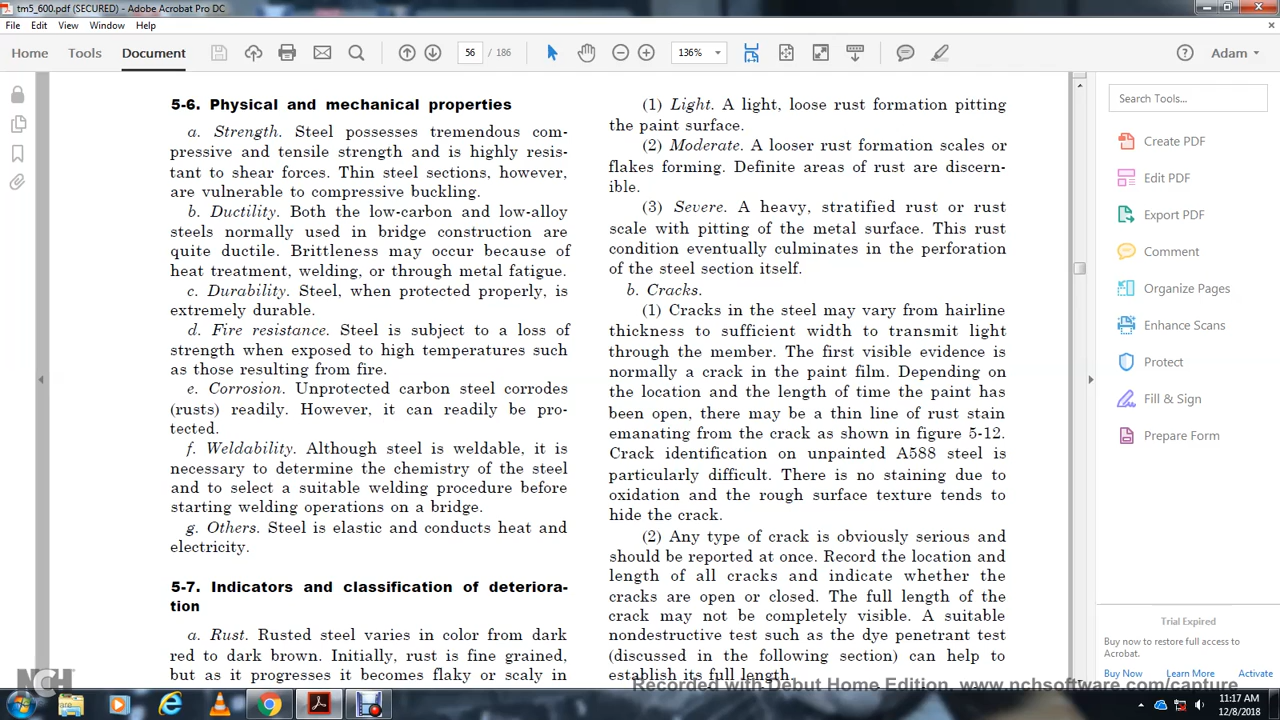 tm5_600.pdf (SECURED) - Adobe Acrobat Pro DC
File Edit View Window Help
Home Tools Document 56 / 186 136% Adam
5-6. Physical and mechanical properties
a. Strength. Steel possesses tremendous com-
pressive and tensile strength and is highly resis-
tant to shear forces. Thin steel sections, however,
are vulnerable to compressive buckling.
b. Ductility. Both the low-carbon and low-alloy
steels normally used in bridge construction are
quite ductile. Brittleness may occur because of
heat treatment, welding, or through metal fatigue.
c. Durability. Steel, when protected properly, is
extremely durable.
d. Fire resistance. Steel is subject to a loss of
strength when exposed to high temperatures such
as those resulting from fire.
e. Corrosion. Unprotected carbon steel corrodes
(rusts) readily. However, it can readily be pro-
tected.
f. Weldability. Although steel is weldable, it is
necessary to determine the chemistry of the steel
and to select a suitable welding procedure before
starting welding operations on a bridge.
g. Others. Steel is elastic and conducts heat and
electricity.
5-7. Indicators and classification of deteriora-
tion
a. Rust. Rusted steel varies in color from dark
red to dark brown. Initially, rust is fine grained,
but as it progresses it becomes flaky or scaly in
(1) Light. A light, loose rust formation pitting
the paint surface.
(2) Moderate. A looser rust formation scales or
flakes forming. Definite areas of rust are discern-
ible.
(3) Severe. A heavy, stratified rust or rust
scale with pitting of the metal surface. This rust
condition eventually culminates in the perforation
of the steel section itself.
b. Cracks.
(1) Cracks in the steel may vary from hairline
thickness to sufficient width to transmit light
through the member. The first visible evidence is
normally a crack in the paint film. Depending on
the location and the length of time the paint has
been open, there may be a thin line of rust stain
emanating from the crack as shown in figure 5-12.
Crack identification on unpainted A588 steel is
particularly difficult. There is no staining due to
oxidation and the rough surface texture tends to
hide the crack.
(2) Any type of crack is obviously serious and
should be reported at once. Record the location and
length of all cracks and indicate whether the
cracks are open or closed. The full length of the
crack may not be completely visible. A suitable
nondestructive test such as the dye penetrant test
(discussed in the following section) can help to
establish its full length.
Search Tools...
Create PDF
Edit PDF
Export PDF
Comment
Organize Pages
Enhance Scans
Protect
Fill & Sign
Prepare Form
Trial Expired
Buy now to restore full access to
Acrobat.
Buy Now Learn More Activate
NCH
Recorded with Debut Home Edition. www.nchsoftware.com/capture
11:17 AM
12/8/2018